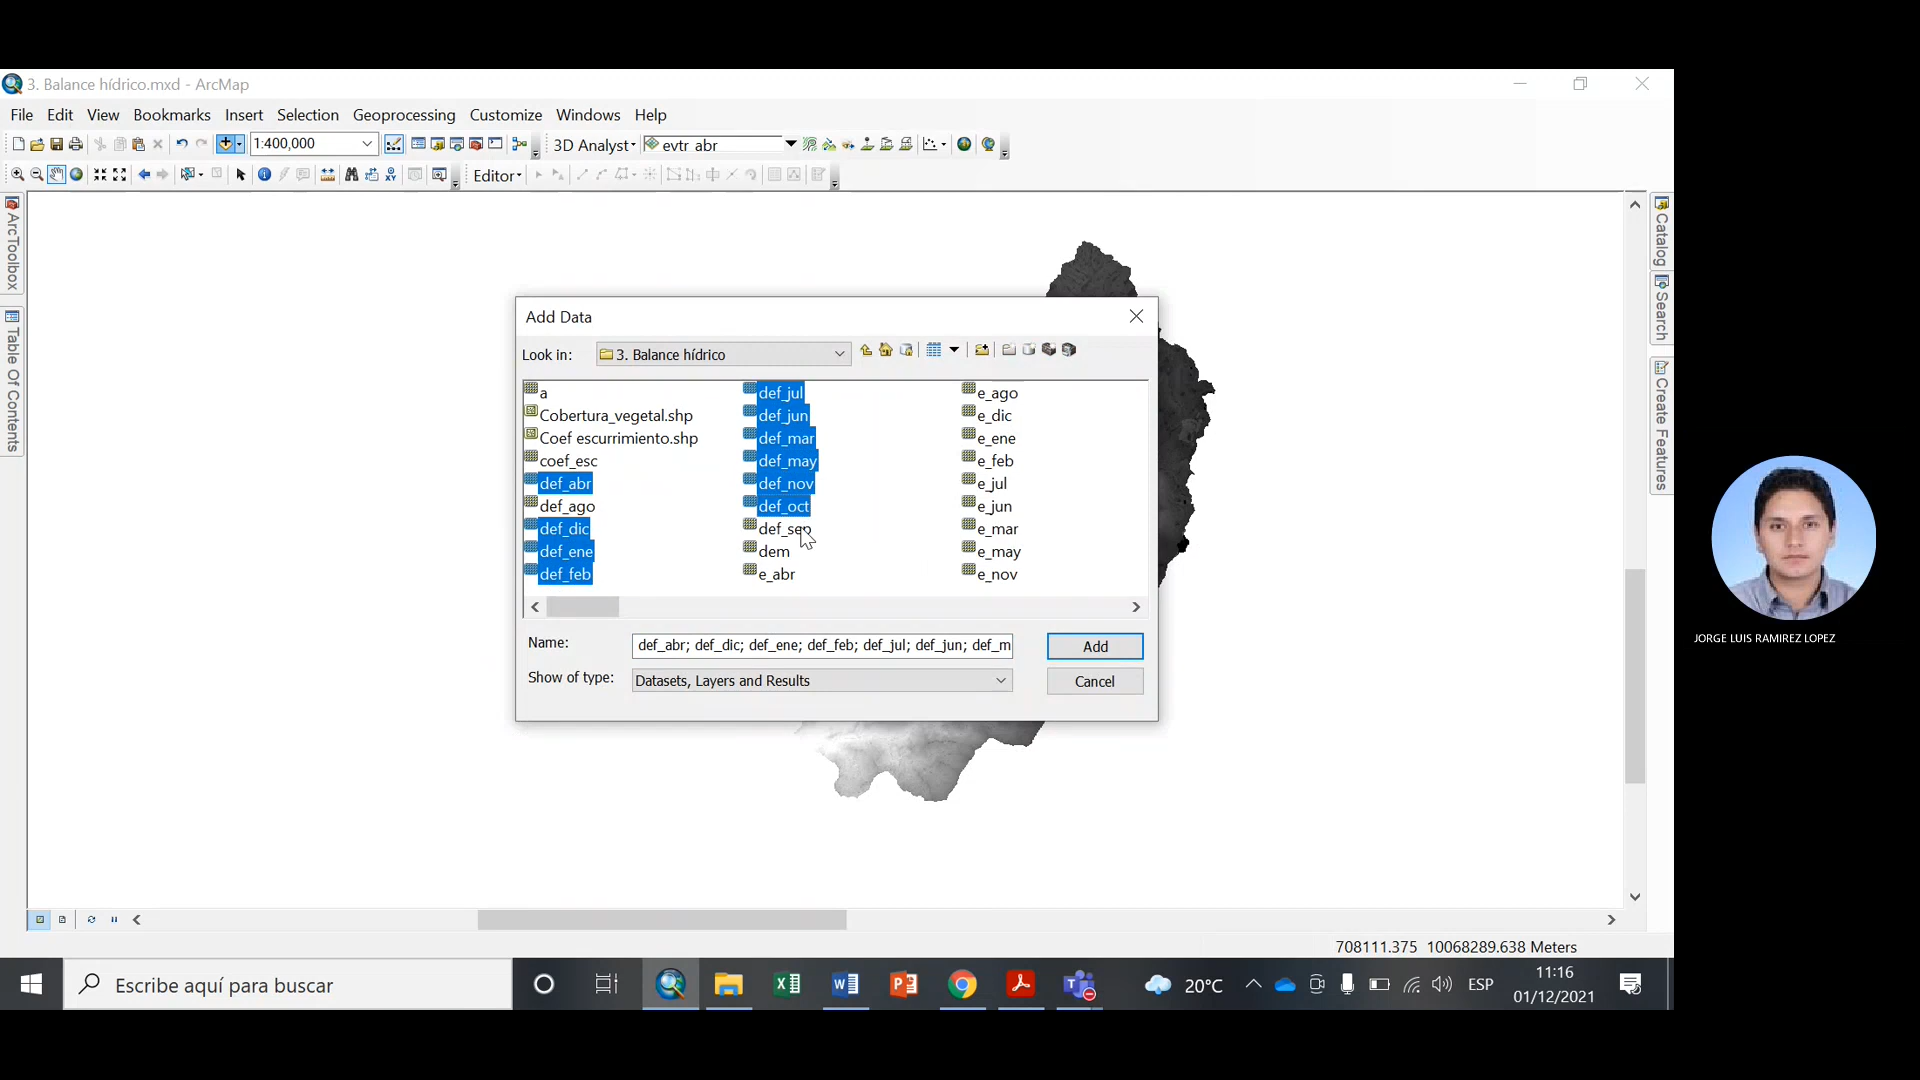 3. Balance hídrico.mxd - ArcMap
File Edit View Bookmarks Insert Selection Geoprocessing Customize Windows Help
1:400,000
3D Analyst
evtr abr
Editor
ArcToolbox
Table Of Contents
Catalog
Search
Create Features
Add Data
Look in:
3. Balance hídrico
a
Cobertura_vegetal.shp
Coef escurrimiento.shp
coef_esc
def_abr
def_ago
def_dic
def_ene
def_feb
def_jul
def_jun
def_mar
def_may
def_nov
def_oct
def_sep
dem
e_abr
e_ago
e_dic
e_ene
e_feb
e_jul
e_jun
e_mar
e_may
e_nov
Name:
def_abr; def_dic; def_ene; def_feb; def_jul; def_jun; def_m
Add
Show of type:
Datasets, Layers and Results
Cancel
JORGE LUIS RAMIREZ LOPEZ
708111.375 10068289.638 Meters
Escribe aquí para buscar
20°C
ESP
11:16
01/12/2021